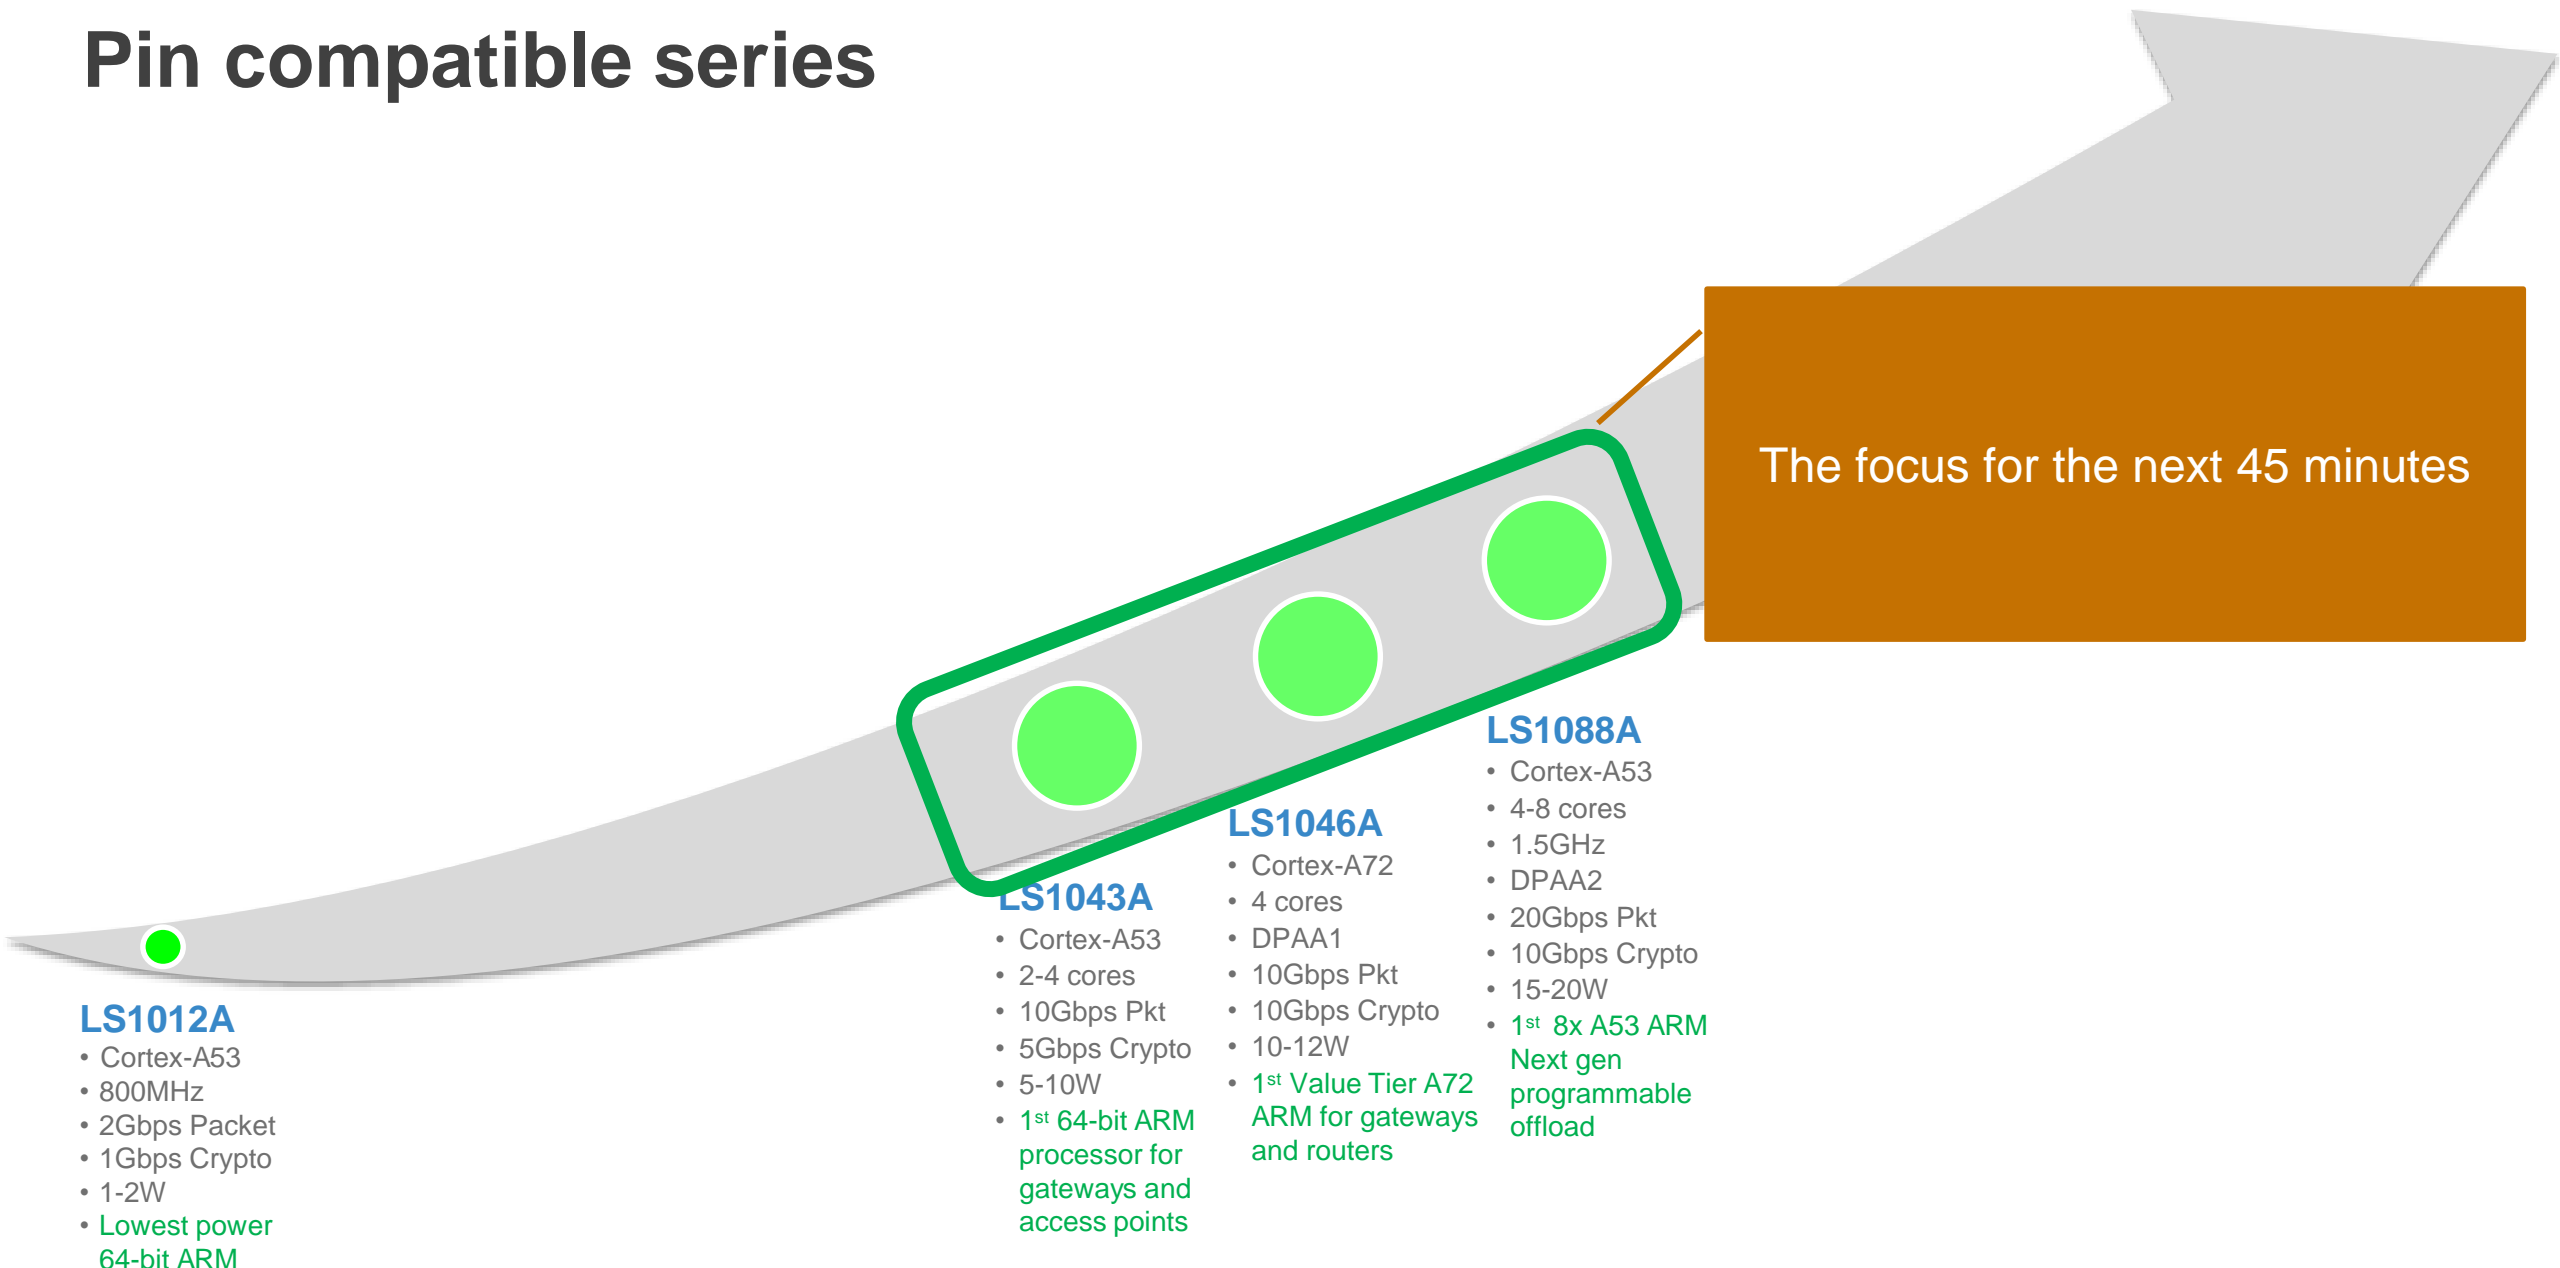 Pin compatible series
The focus for the next 45 minutes
LS1088A
• Cortex-A53
• 4-8 cores
• 1.5GHz
• DPAA2
• 20Gbps Pkt
• 10Gbps Crypto
• 15-20W
• 1st 8x A53 ARM
Next gen
programmable
offload
LS1046A
• Cortex-A72
• 4 cores
• DPAA1
• 10Gbps Pkt
• 10Gbps Crypto
• 10-12W
• 1st Value Tier A72
ARM for gateways
and routers
LS1043A
• Cortex-A53
• 2-4 cores
• 10Gbps Pkt
• 5Gbps Crypto
• 5-10W
• 1st 64-bit ARM
processor for
gateways and
access points
LS1012A
• Cortex-A53
• 800MHz
• 2Gbps Packet
• 1Gbps Crypto
• 1-2W
• Lowest power
64-bit ARM